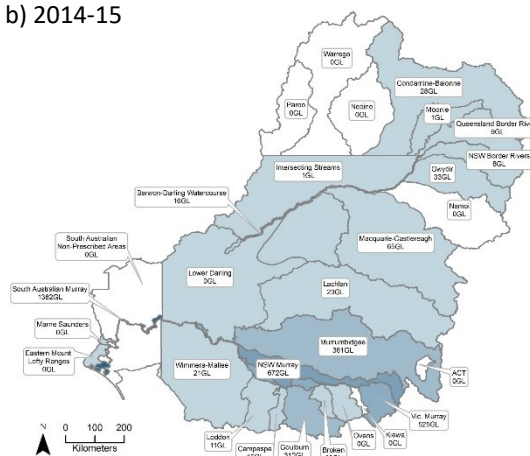 b) 2014-15
Warrego
0GL
Paroo
0GL
Nebine
0GL
Condamine-Balonne
28GL
Moonie
1GL
Queensland Border Rivers
NSW Border Rivers
8GL
Gwydir
33GL
Intersecting Streams
1GL
Barwon-Darling Watercourse
16GL
Namoi
0GL
South Australian
Non-Prescribed Areas
0GL
Macquarie-Castlereagh
65GL
Lower Darling
0GL
South Australian Murray
1382GL
Lachlan
Marne Saunders
0GL
Murrumbidgee
361GL
Eastern Mount
Lofty Ranges
0GL
Wimmera-Mallee
21GL
NSW Murray
672GL
ACT
0GL
Vic. Murray
525GL
N
0 100 200
Kilometers
Loddon
11GL
Campaspe
Goulburn
Broken
Ovens
0GL
Kiewa
0GL